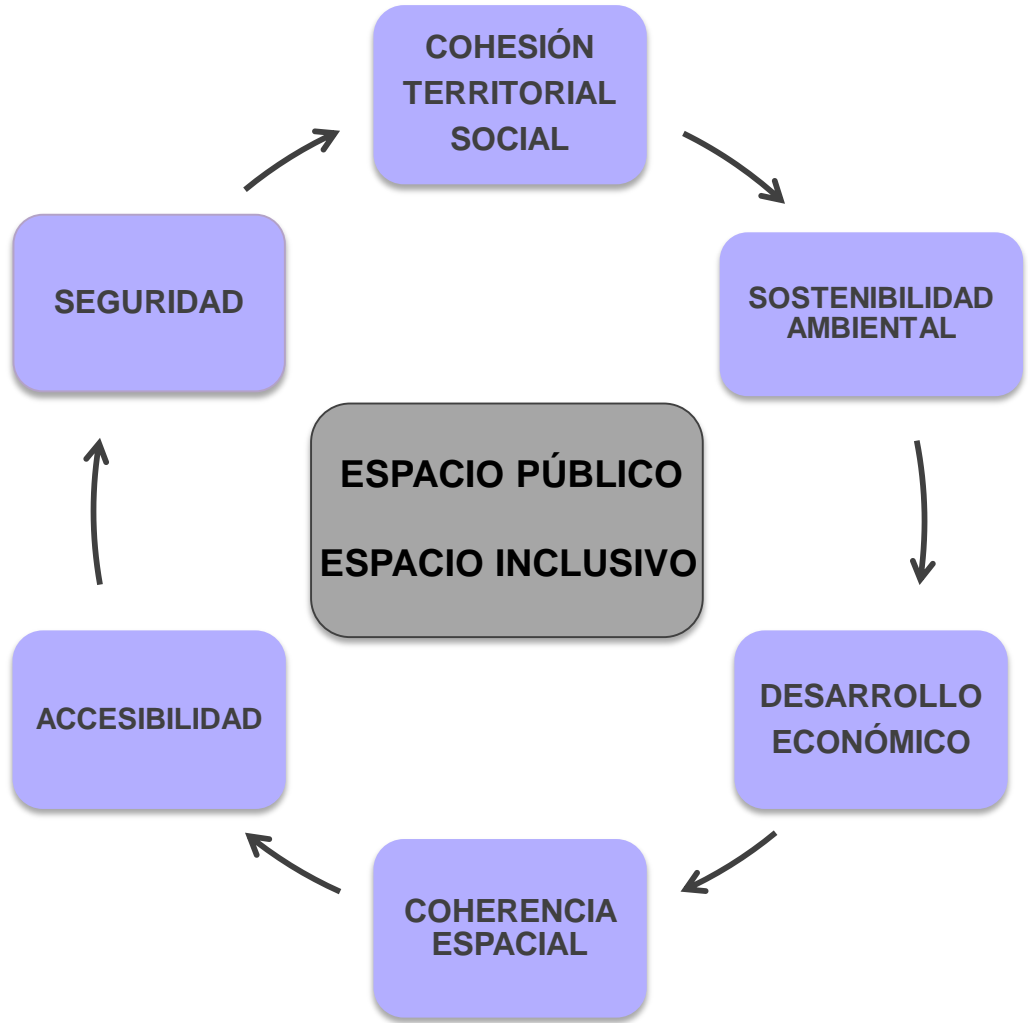 COHESIÓN
TERRITORIAL
SOCIAL
SOSTENIBILIDAD
AMBIENTAL
DESARROLLO
ECONÓMICO
COHERENCIA
ESPACIAL
ACCESIBILIDAD
SEGURIDAD
ESPACIO PÚBLICO
ESPACIO INCLUSIVO